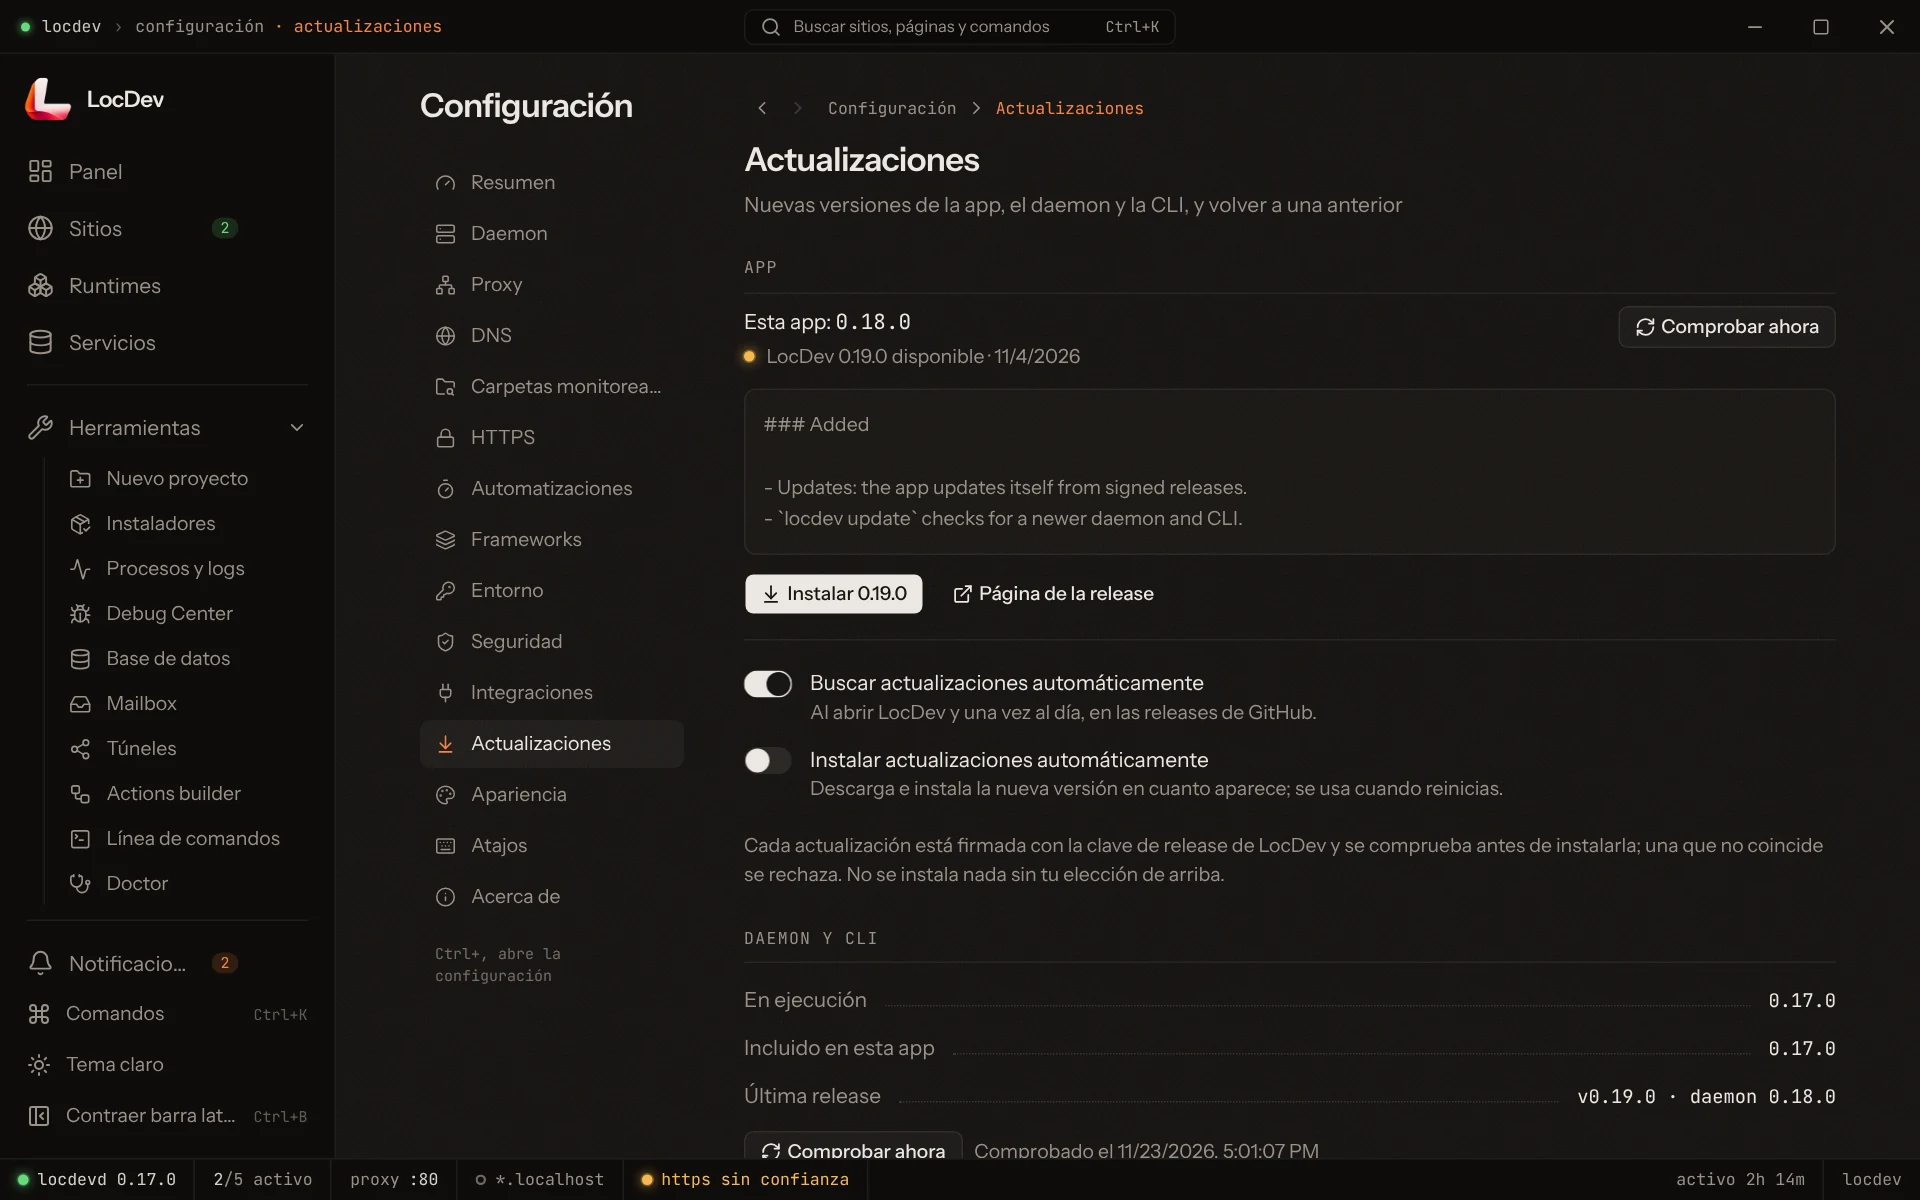 locdev › configuración · actualizaciones
Buscar sitios, páginas y comandos Ctrl+K
LocDev
Panel
Sitios 2
Runtimes
Servicios
Herramientas
Nuevo proyecto
Instaladores
Procesos y logs
Debug Center
Base de datos
Mailbox
Túneles
Actions builder
Línea de comandos
Doctor
Notificacio... 2
Comandos Ctrl+K
Tema claro
Contraer barra lat... Ctrl+B
Configuración
Resumen
Daemon
Proxy
DNS
Carpetas monitorea...
HTTPS
Automatizaciones
Frameworks
Entorno
Seguridad
Integraciones
Actualizaciones
Apariencia
Atajos
Acerca de
Ctrl+, abre la
configuración
Configuración > Actualizaciones
Actualizaciones
Nuevas versiones de la app, el daemon y la CLI, y volver a una anterior
APP
Esta app: 0.18.0
Comprobar ahora
LocDev 0.19.0 disponible · 11/4/2026
### Added
- Updates: the app updates itself from signed releases.
- `locdev update` checks for a newer daemon and CLI.
Instalar 0.19.0
Página de la release
Buscar actualizaciones automáticamente
Al abrir LocDev y una vez al día, en las releases de GitHub.
Instalar actualizaciones automáticamente
Descarga e instala la nueva versión en cuanto aparece; se usa cuando reinicias.
Cada actualización está firmada con la clave de release de LocDev y se comprueba antes de instalarla; una que no coincide
se rechaza. No se instala nada sin tu elección de arriba.
DAEMON Y CLI
En ejecución 0.17.0
Incluido en esta app 0.17.0
Última release v0.19.0 · daemon 0.18.0
Comprobar ahora Comprobado el 11/23/2026, 5:01:07 PM
locdevd 0.17.0
2/5 activo
proxy :80
*.localhost
https sin confianza
activo 2h 14m
locdev